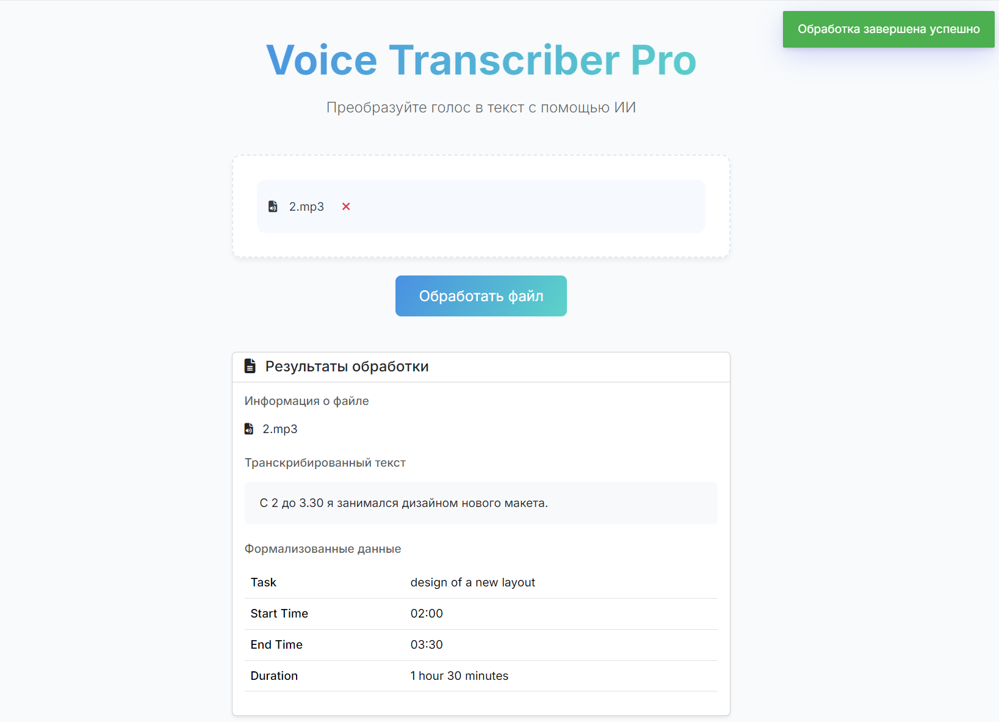 Обработка завершена успешно
Voice Transcriber Pro
Преобразуйте голос в текст с помощью ИИ
2.mp3
Обработать файл
Результаты обработки
Информация о файле
2.mp3
Транскрибированный текст
С 2 до 3.30 я занимался дизайном нового макета.
Формализованные данные
Task design of a new layout
Start Time 02:00
End Time 03:30
Duration 1 hour 30 minutes